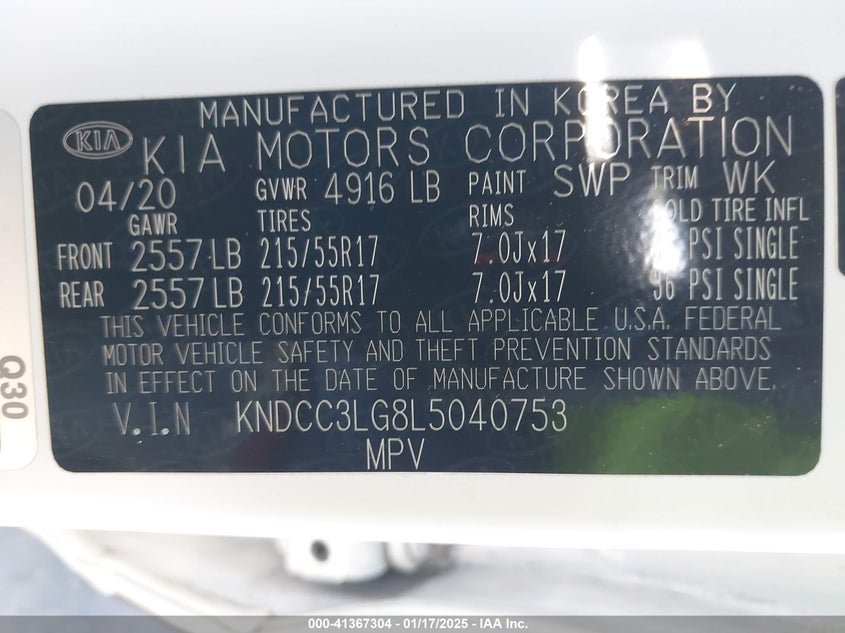 MANUFACTURED IN KOREA BY
KIA KIA MOTORS CORPORATION
04/20 GVWR 4916 LB PAINT SWP TRIM WK
GAWR TIRES RIMS COLD TIRE INFL
FRONT 2557 LB 215/55R17 7.0Jx17 PSI SINGLE
REAR 2557 LB 215/55R17 7.0Jx17 PSI SINGLE
THIS VEHICLE CONFORMS TO ALL APPLICABLE U.S.A. FEDERAL
MOTOR VEHICLE SAFETY AND THEFT PREVENTION STANDARDS
IN EFFECT ON THE DATE OF MANUFACTURE SHOWN ABOVE.
V.I.N KNDCC3LG8L5040753
MPV
Q30
000-41367304 - 01/17/2025 - IAA Inc.